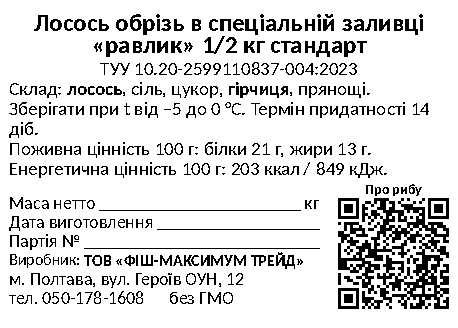 Лосось обрізь в спеціальній заливці
«равлик» 1/2 кг стандарт
ТУУ 10.20-2599110837-004:2023
Склад: лосось, сіль, цукор, гірчиця, прянощі.
Зберігати при t від –5 до 0 °С. Термін придатності 14
діб.
Поживна цінність 100 г: білки 21 г, жири 13 г.
Енергетична цінність 100 г: 203 ккал / 849 кДж.
Про рибу
Маса нетто ______________________ кг
Дата виготовлення _________________
Партія № _________________________
Виробник: ТОВ «ФІШ-МАКСИМУМ ТРЕЙД»
м. Полтава, вул. Героїв ОУН, 12
тел. 050-178-1608 без ГМО